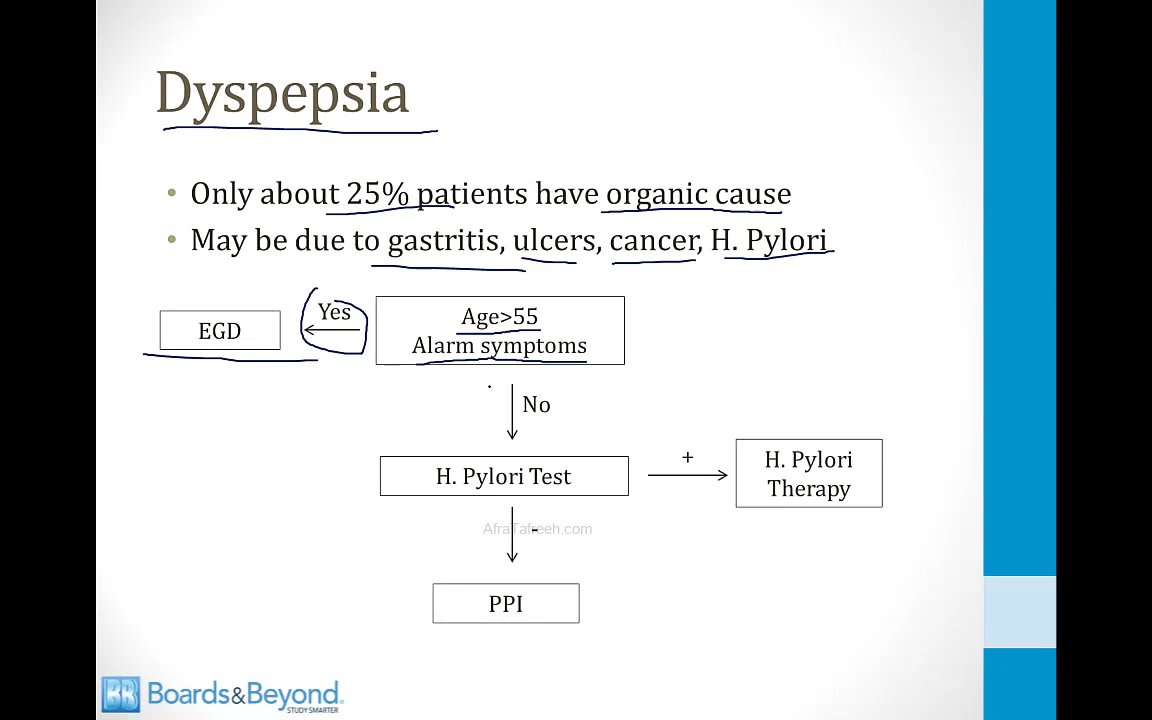 Dyspepsia
• Only about 25% patients have organic cause
• May be due to gastritis, ulcers, cancer, H. Pylori
Yes
EGD
Age>55
Alarm symptoms
No
H. Pylori Test
+
H. Pylori
Therapy
AfraTafreeh.com
-
PPI
BB Boards&Beyond.
STUDY SMARTER